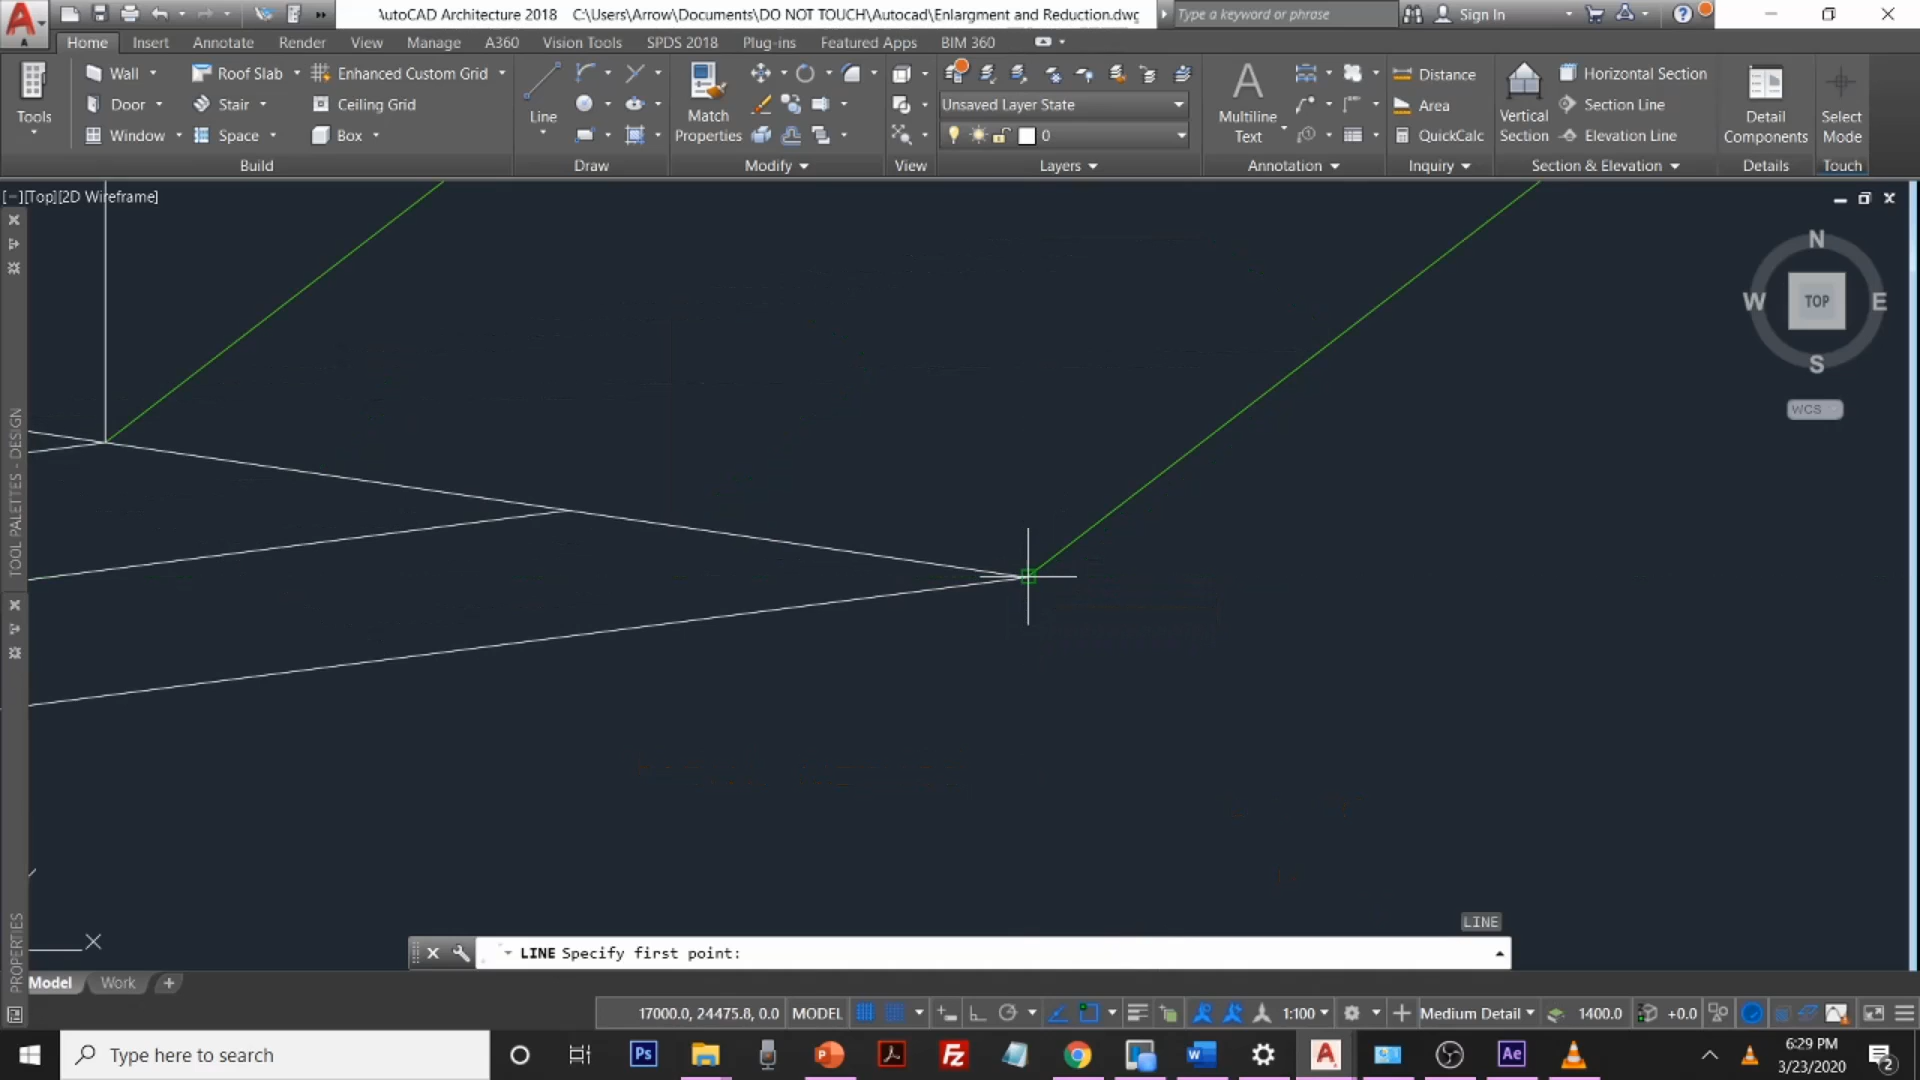 AutoCAD Architecture 2018 C:\Users\Arrow\Documents\DO NOT TOUCH\Autocad\Enlargment and Reduction.dwg
Type a keyword or phrase
Sign In
Home Insert Annotate Render View Manage A360 Vision Tools SPDS 2018 Plug-ins Featured Apps BIM 360
Tools
Wall
Roof Slab
Enhanced Custom Grid
Door
Stair
Ceiling Grid
Window
Space
Box
Build
Line
Draw
Match
Properties
Modify
View
Unsaved Layer State
0
Layers
Multiline
Text
Annotation
Distance
Area
QuickCalc
Inquiry
Vertical
Section
Horizontal Section
Section Line
Elevation Line
Section & Elevation
Detail
Components
Details
Select
Mode
Touch
[−][Top][2D Wireframe]
N
W TOP E
S
WCS
TOOL PALETTES - DESIGN
PROPERTIES
X
LINE
LINE Specify first point:
Model Work +
17000.0, 24475.8, 0.0 MODEL 1:100 Medium Detail 1400.0 +0.0
Type here to search
6:29 PM
3/23/2020
2